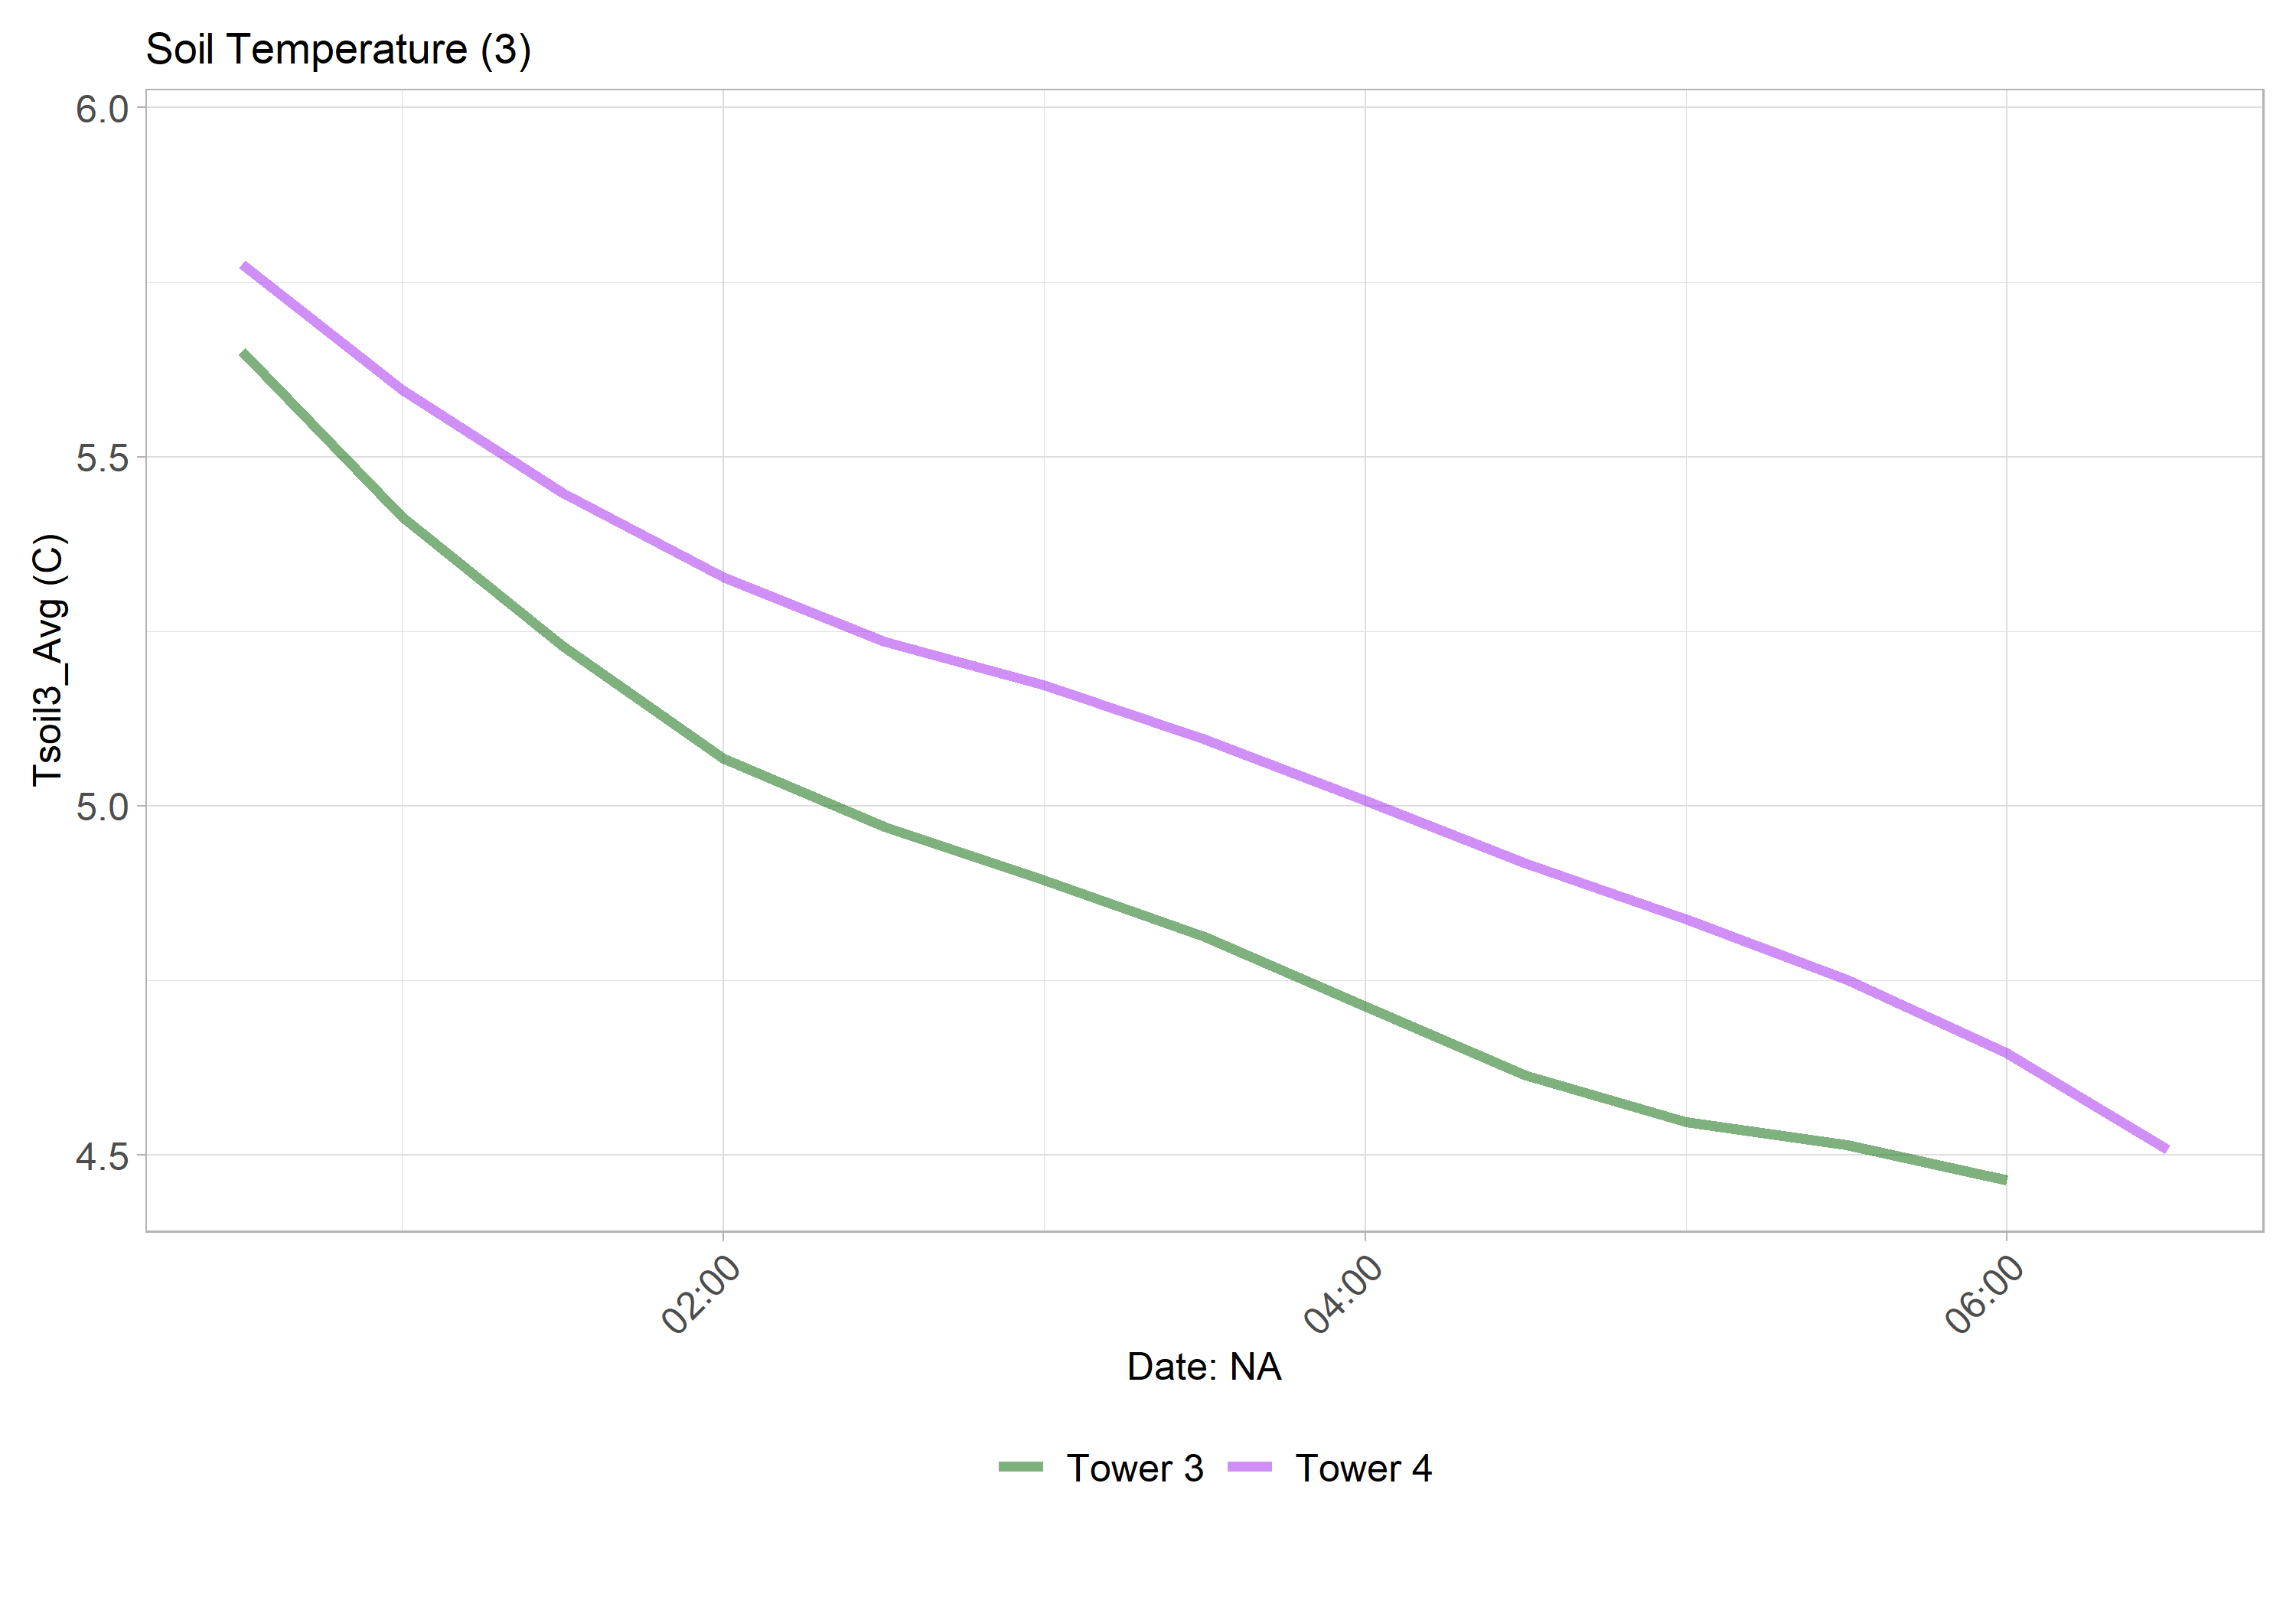 Soil Temperature (3)
6.0
5.5
5.0
4.5
Tsoil3_Avg (C)
02:00
04:00
06:00
Date: NA
Tower 3
Tower 4